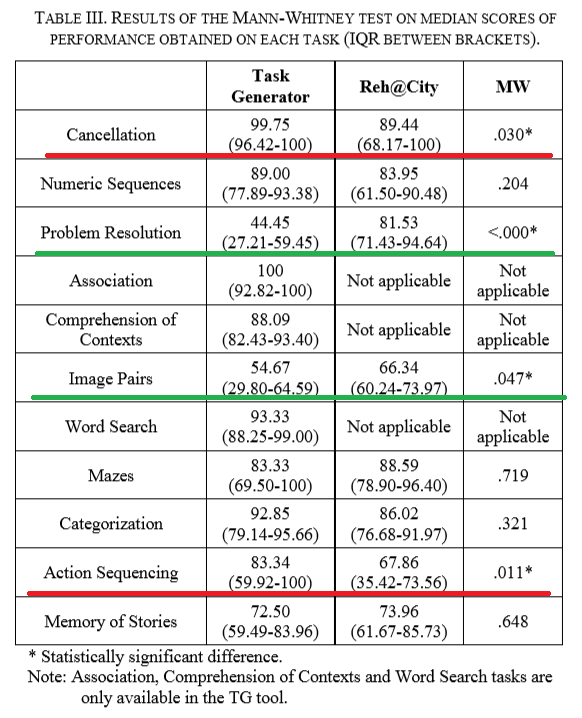 TABLE III. RESULTS OF THE MANN-WHITNEY TEST ON MEDIAN SCORES OF
PERFORMANCE OBTAINED ON EACH TASK (IQR BETWEEN BRACKETS).
Task Generator Reh@City MW
Cancellation 99.75 (96.42-100) 89.44 (68.17-100) .030*
Numeric Sequences 89.00 (77.89-93.38) 83.95 (61.50-90.48) .204
Problem Resolution 44.45 (27.21-59.45) 81.53 (71.43-94.64) <.000*
Association 100 (92.82-100) Not applicable Not applicable
Comprehension of Contexts 88.09 (82.43-93.40) Not applicable Not applicable
Image Pairs 54.67 (29.80-64.59) 66.34 (60.24-73.97) .047*
Word Search 93.33 (88.25-99.00) Not applicable Not applicable
Mazes 83.33 (69.50-100) 88.59 (78.90-96.40) .719
Categorization 92.85 (79.14-95.66) 86.02 (76.68-91.97) .321
Action Sequencing 83.34 (59.92-100) 67.86 (35.42-73.56) .011*
Memory of Stories 72.50 (59.49-83.96) 73.96 (61.67-85.73) .648
* Statistically significant difference.
Note: Association, Comprehension of Contexts and Word Search tasks are
only available in the TG tool.